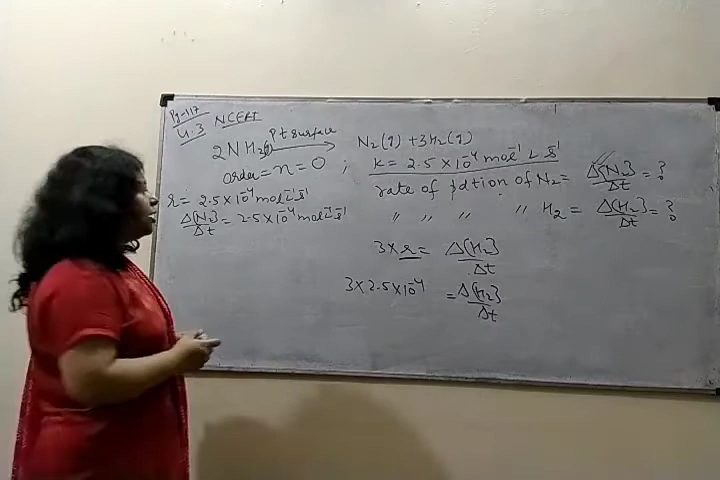 Pg-117
4.3 NCERT
2NH3(g) Pt surface → N2(g) + 3H2(g)
order = n = 0 ; K = 2.5 × 10⁻⁴ mol⁻¹ L S⁻¹
rate of pdtion of N2 = Δ[N2]/Δt = ?
〃 〃 〃 〃 H2 = Δ[H2]/Δt = ?
r = 2.5 × 10⁻⁴ mol L⁻¹ s⁻¹
Δ[N2]/Δt = 2.5 × 10⁻⁴ mol L⁻¹ s⁻¹
3 × r = Δ[H2]/Δt
3 × 2.5 × 10⁻⁴ = Δ[H2]/Δt